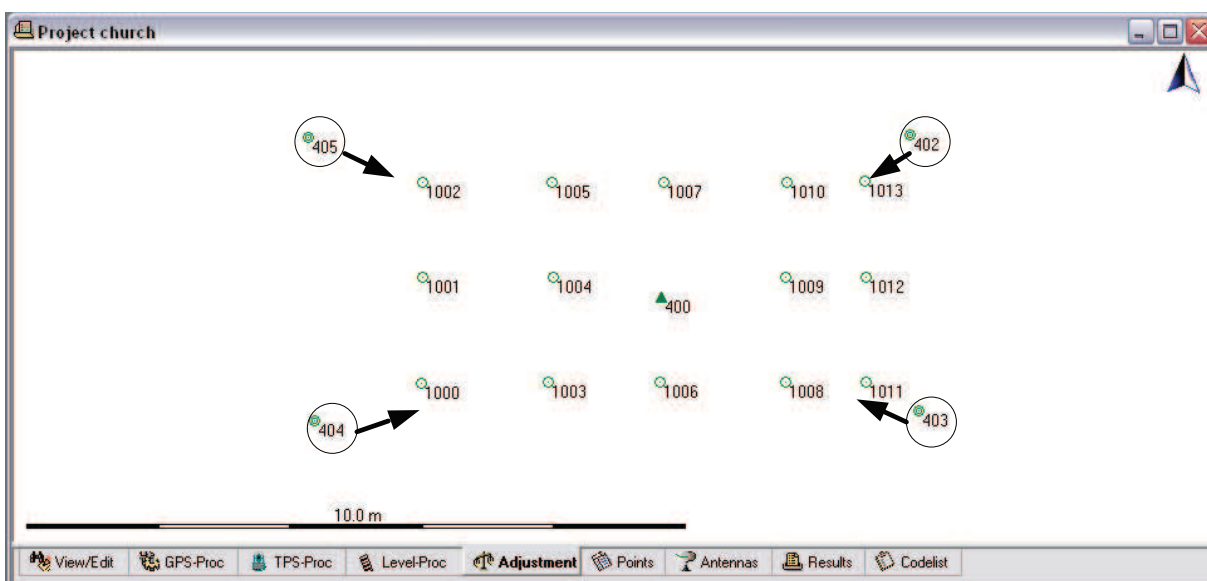 Project church
405 402
1002 1005 1007 1010 1013
1001 1004 400 1009 1012
1000 1003 1006 1008 1011
404 403
10.0 m
View/Edit GPS-Proc TPS-Proc Level-Proc Adjustment Points Antennas Results Codelist